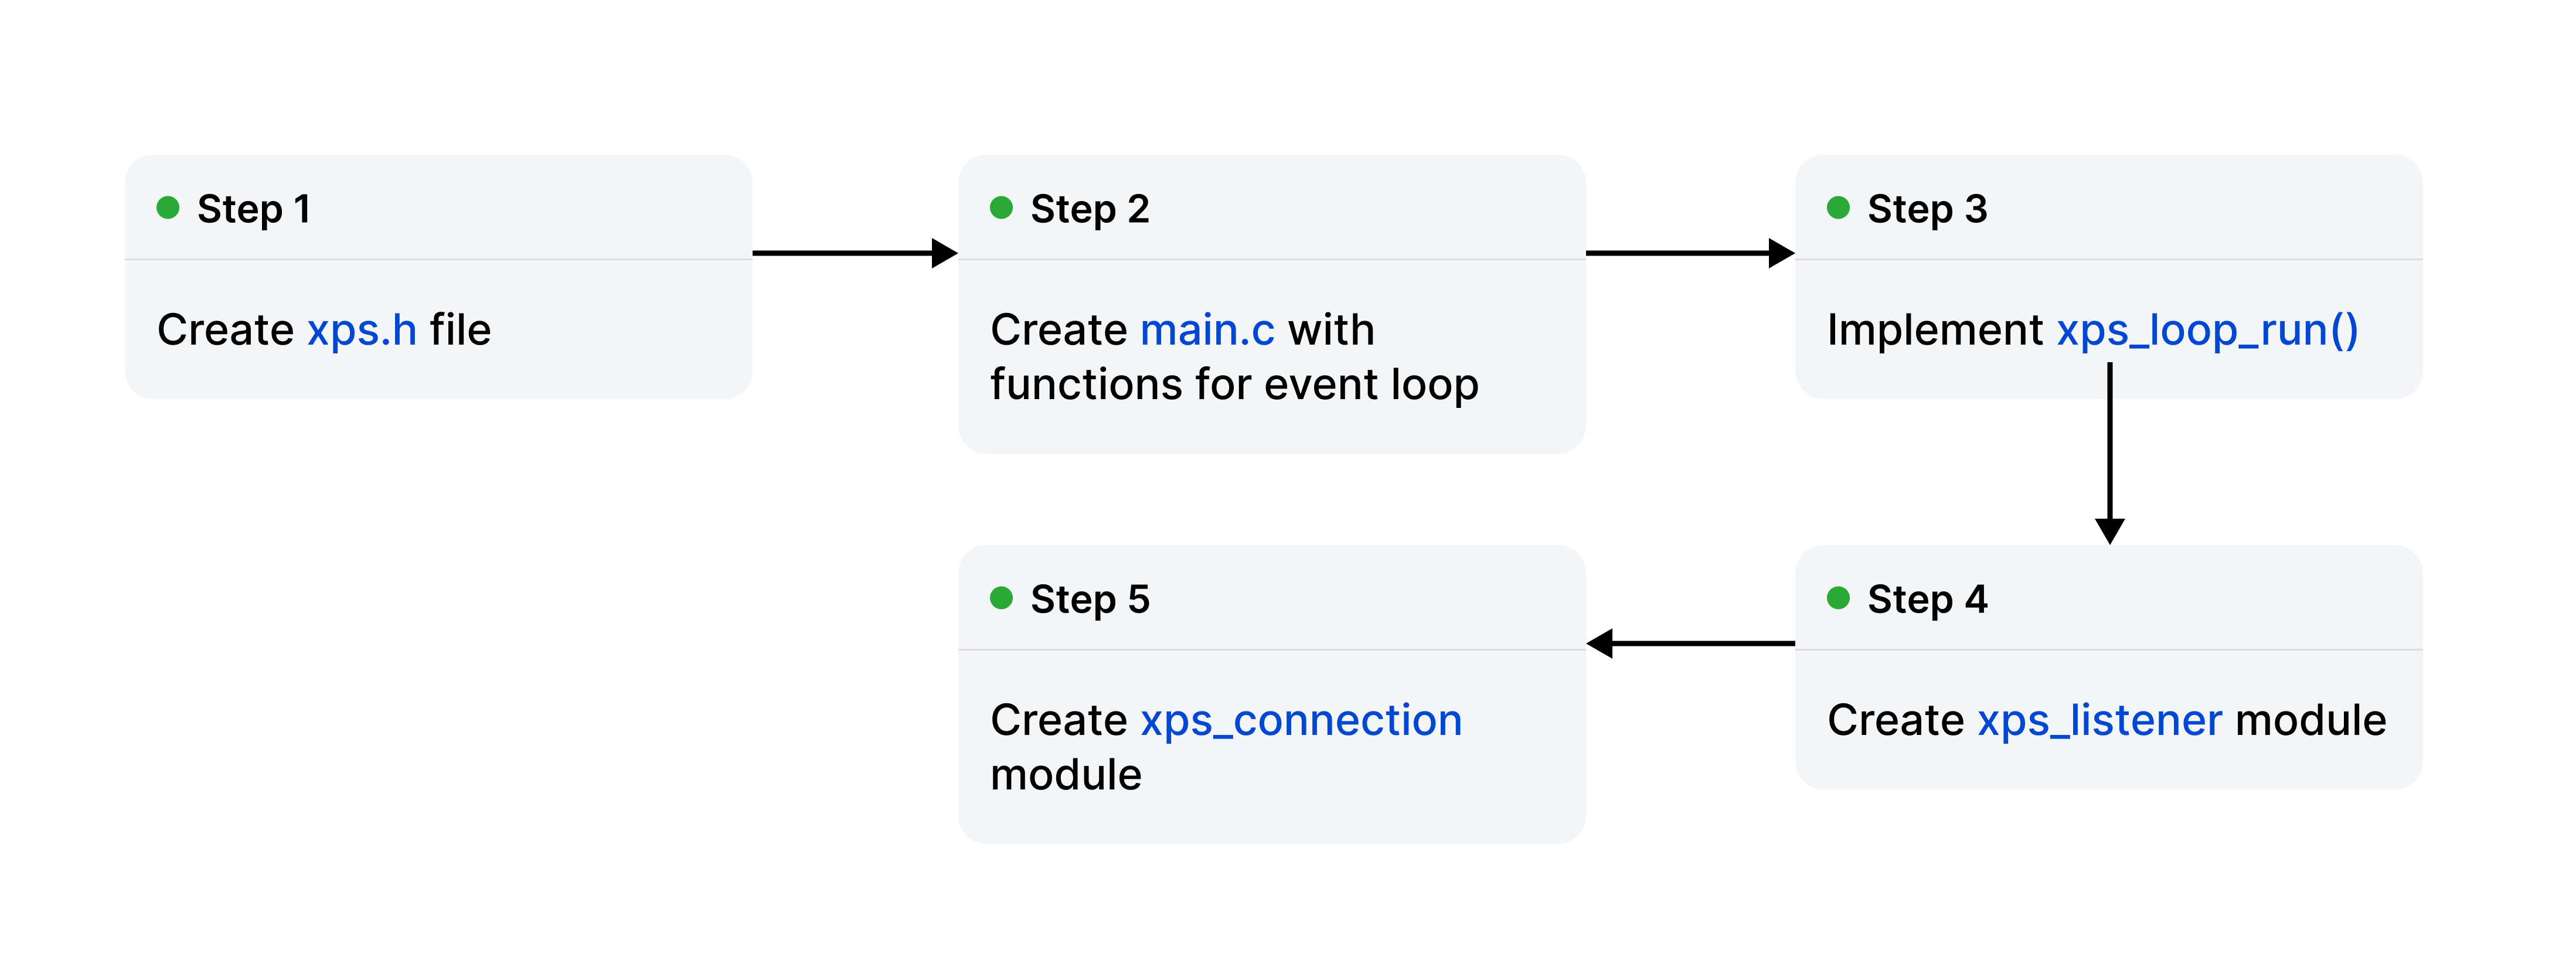 Step 1
Create xps.h file
Step 2
Create main.c with
functions for event loop
Step 3
Implement xps_loop_run()
Step 4
Create xps_listener module
Step 5
Create xps_connection
module